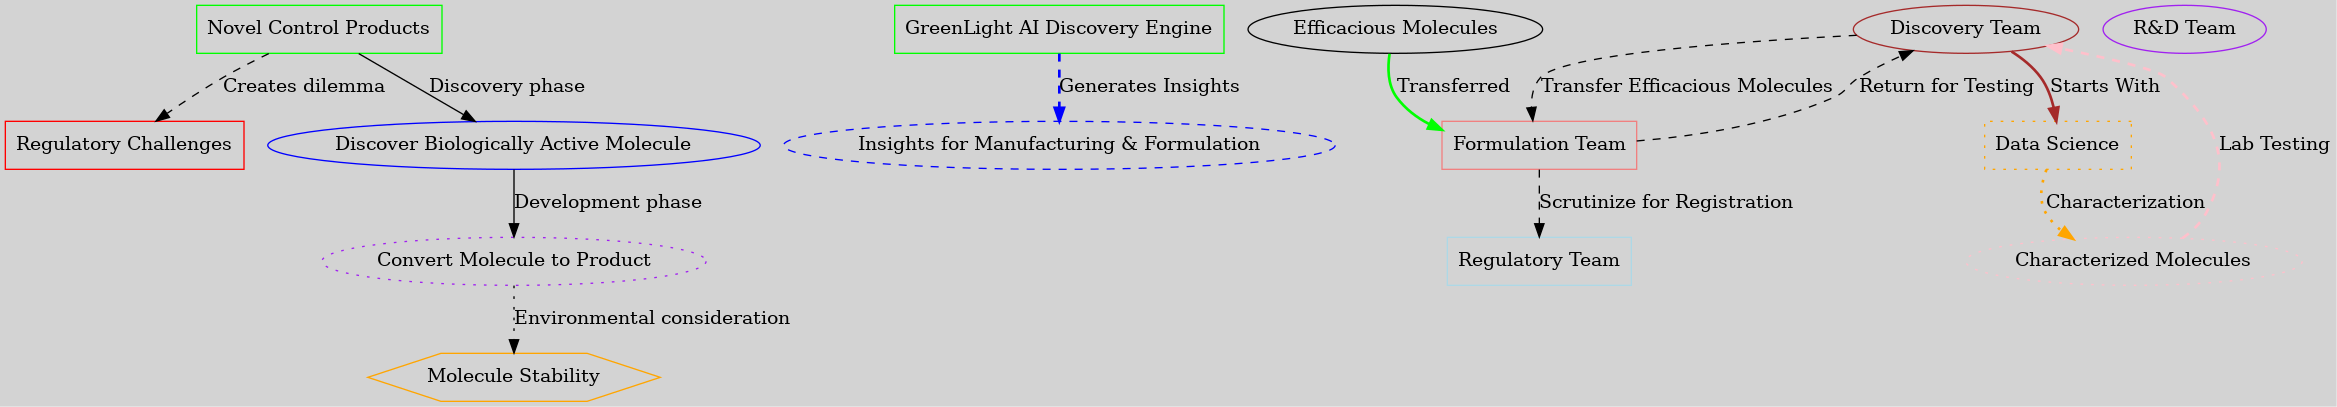 Novel Control Products
GreenLight AI Discovery Engine
Efficacious Molecules
Discovery Team
R&D Team
Creates dilemma
Discovery phase
Generates Insights
Transferred
Transfer Efficacious Molecules
Return for Testing
Starts With
Regulatory Challenges
Discover Biologically Active Molecule
Insights for Manufacturing & Formulation
Formulation Team
Data Science
Lab Testing
Development phase
Scrutinize for Registration
Characterization
Convert Molecule to Product
Regulatory Team
Characterized Molecules
Environmental consideration
Molecule Stability